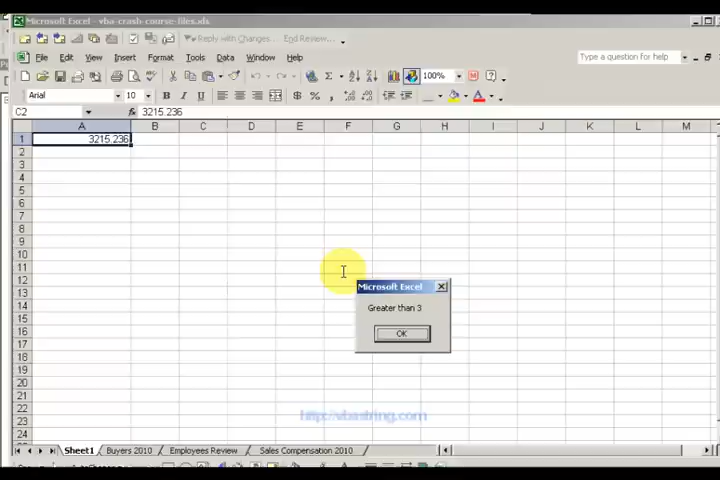 Microsoft Excel - vba-crash-course-files.xls
Reply with Changes... End Review...
File Edit View Insert Format Tools Data Window Help Type a question for help
100%
Arial 10 B I U $ %
C2 fx 3215.236
A B C D E F G H I J K L M
1 3215.236
2
3
4
5
6
7
8
9
10
11
12
13
14
15
16
17
18
19
20
21
22
23
Microsoft Excel
Greater than 3
OK
http://vbastring.com
Sheet1 Buyers 2010 Employees Review Sales Compensation 2010